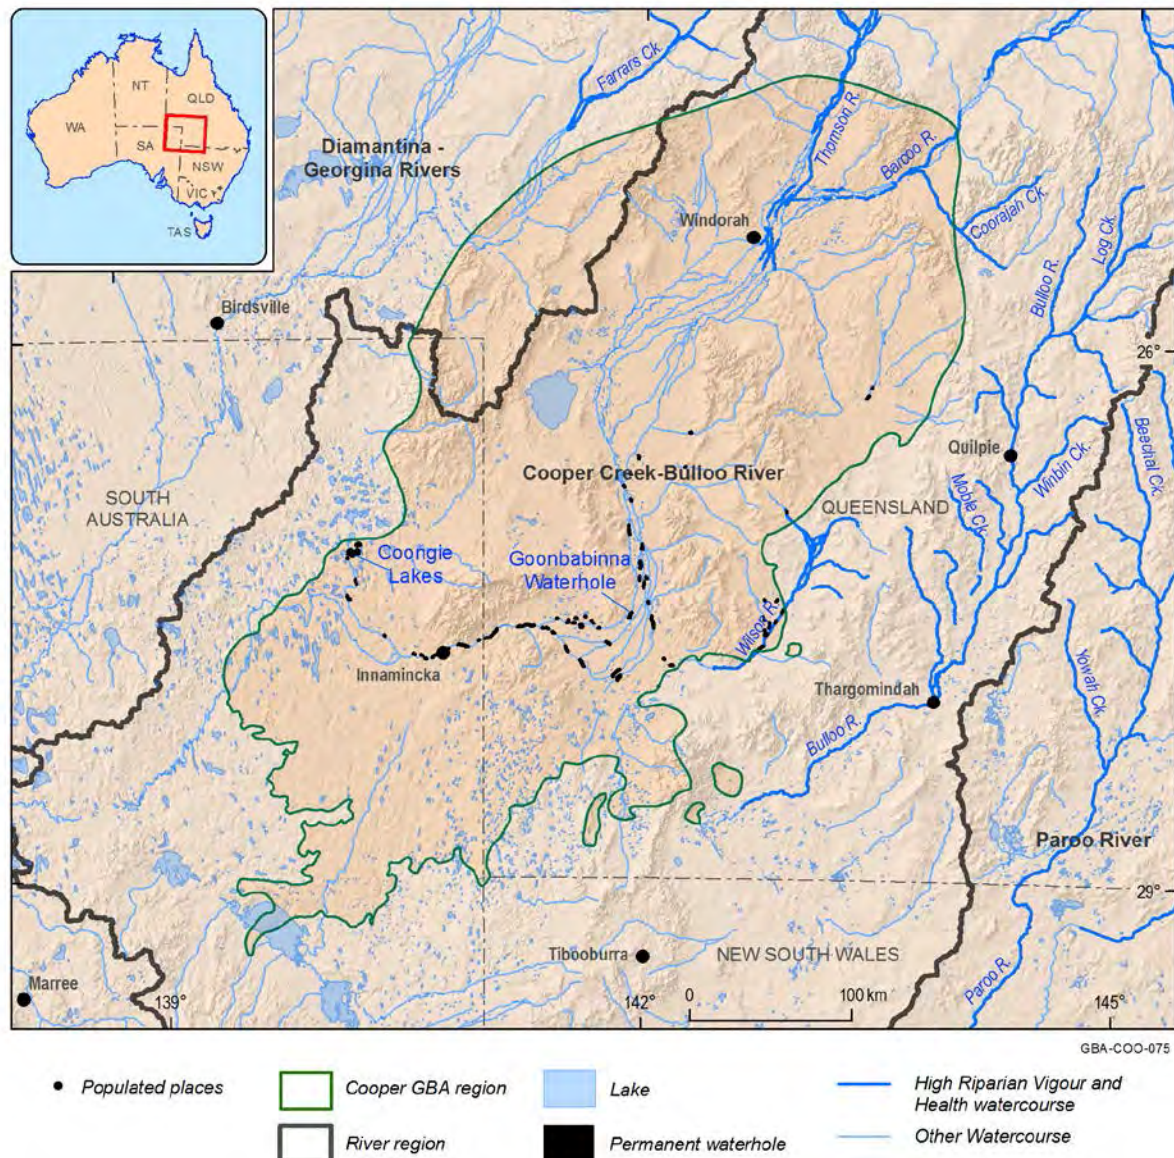 NT
QLD
WA
SA
NSW
VIC
TAS
Farrars Ck.
Thomson R.
Diamantina -
Georgina Rivers
Barcoo R.
Windorah
Coorajah Ck.
Log Ck.
Bulloo R.
Birdsville
26°
Beechal Ck.
Quilpie
Winbin Ck.
Cooper Creek-Bulloo River
SOUTH
AUSTRALIA
QUEENSLAND
Moble Ck.
Coongie
Lakes
Goonbabinna
Waterhole
Wilson R.
Innamincka
Thargomindah
Yowah Ck.
Bulloo R.
Paroo River
29°
Tibooburra
NEW SOUTH WALES
Paroo R.
Marree
139°
142°
0
100 km
145°
GBA-COO-075
Populated places
Cooper GBA region
Lake
High Riparian Vigour and
Health watercourse
River region
Permanent waterhole
Other Watercourse